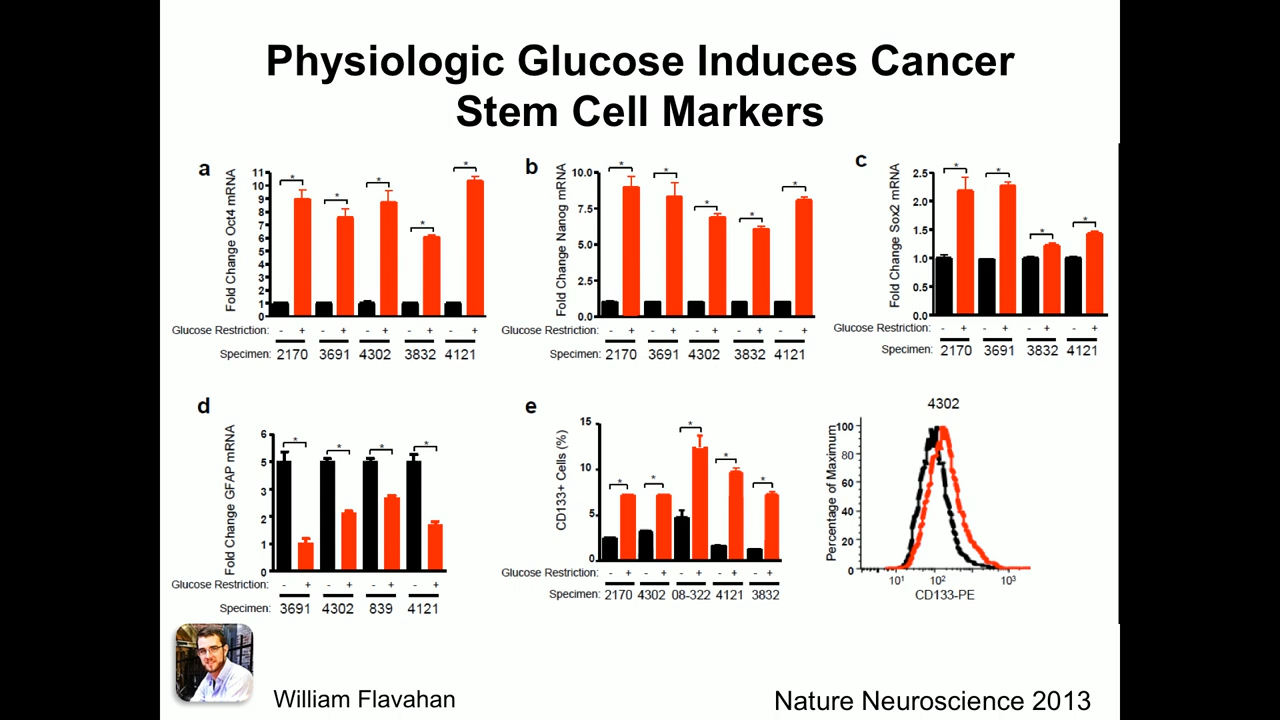 Physiologic Glucose Induces Cancer
Stem Cell Markers
a
Fold Change Oct4 mRNA
11
10
9
8
7
6
5
4
3
2
1
0
* * * * *
Glucose Restriction: - + - + - + - + - +
Specimen: 2170 3691 4302 3832 4121
b
Fold Change Nanog mRNA
10.0
7.5
5.0
2.5
0.0
* * * * *
Glucose Restriction: - + - + - + - + - +
Specimen: 2170 3691 4302 3832 4121
c
Fold Change Sox2 mRNA
2.5
2.0
1.5
1.0
0.5
0.0
* * * *
Glucose Restriction: - + - + - + - +
Specimen: 2170 3691 3832 4121
d
Fold Change GFAP mRNA
6
5
3
2
1
0
* * * *
Glucose Restriction: - + - + - + - +
Specimen: 3691 4302 839 4121
e
CD133+ Cells (%)
15
10
5
0
* * * * *
Glucose Restriction: - + - + - + - + - +
Specimen: 2170 4302 08-322 4121 3832
4302
Percentage of Maximum
100
80
60
40
20
0
10¹ 10² 10³
CD133-PE
William Flavahan
Nature Neuroscience 2013